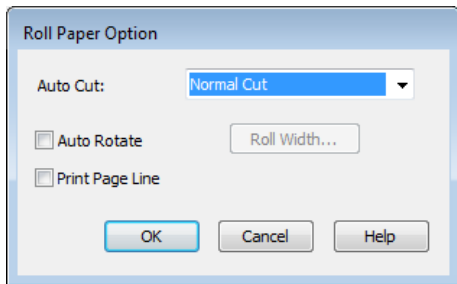 Roll Paper Option
Auto Cut: Normal Cut
Auto Rotate Roll Width...
Print Page Line
OK Cancel Help